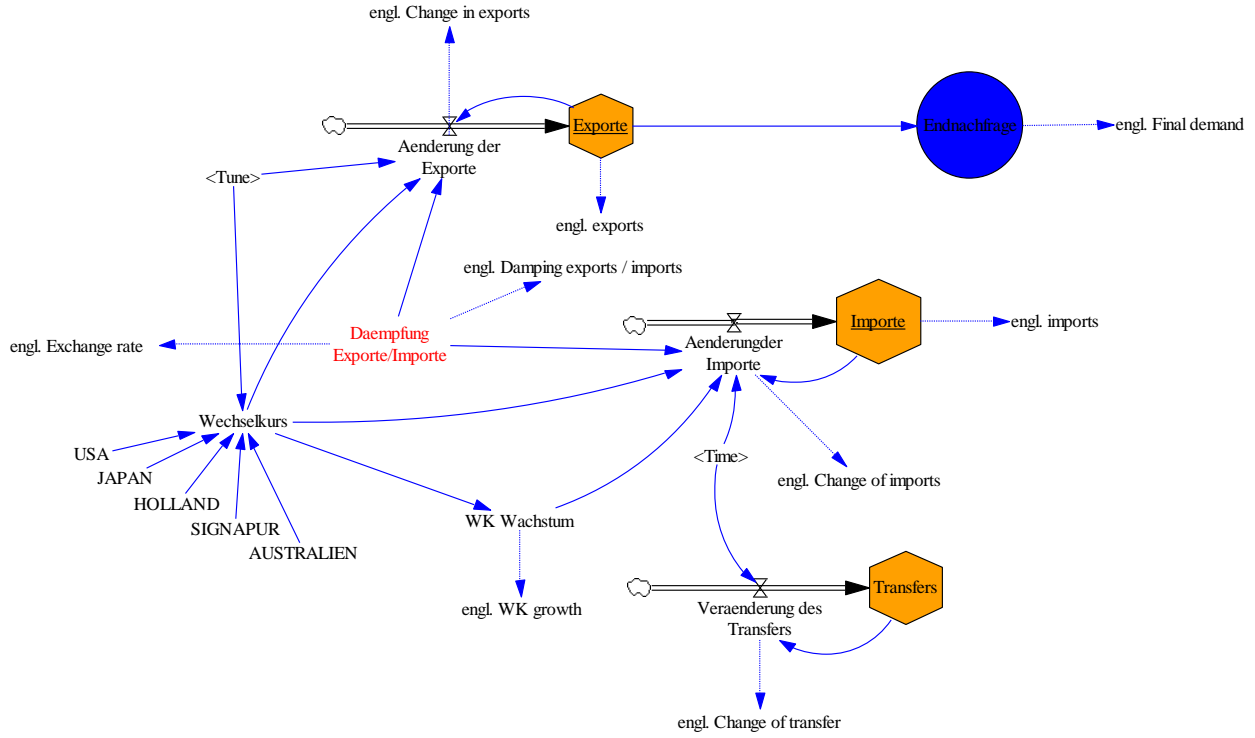 engl. Change in exports
Exporte
Endnachfrage
engl. Final demand
Aenderung der
Exporte
<Tune>
engl. exports
engl. Damping exports / imports
Daempfung
Exporte/Importe
engl. Exchange rate
Importe
engl. imports
Aenderungder
Importe
Wechselkurs
USA
JAPAN
HOLLAND
SIGNAPUR
AUSTRALIEN
<Time>
engl. Change of imports
WK Wachstum
engl. WK growth
Transfers
Veraenderung des
Transfers
engl. Change of transfer